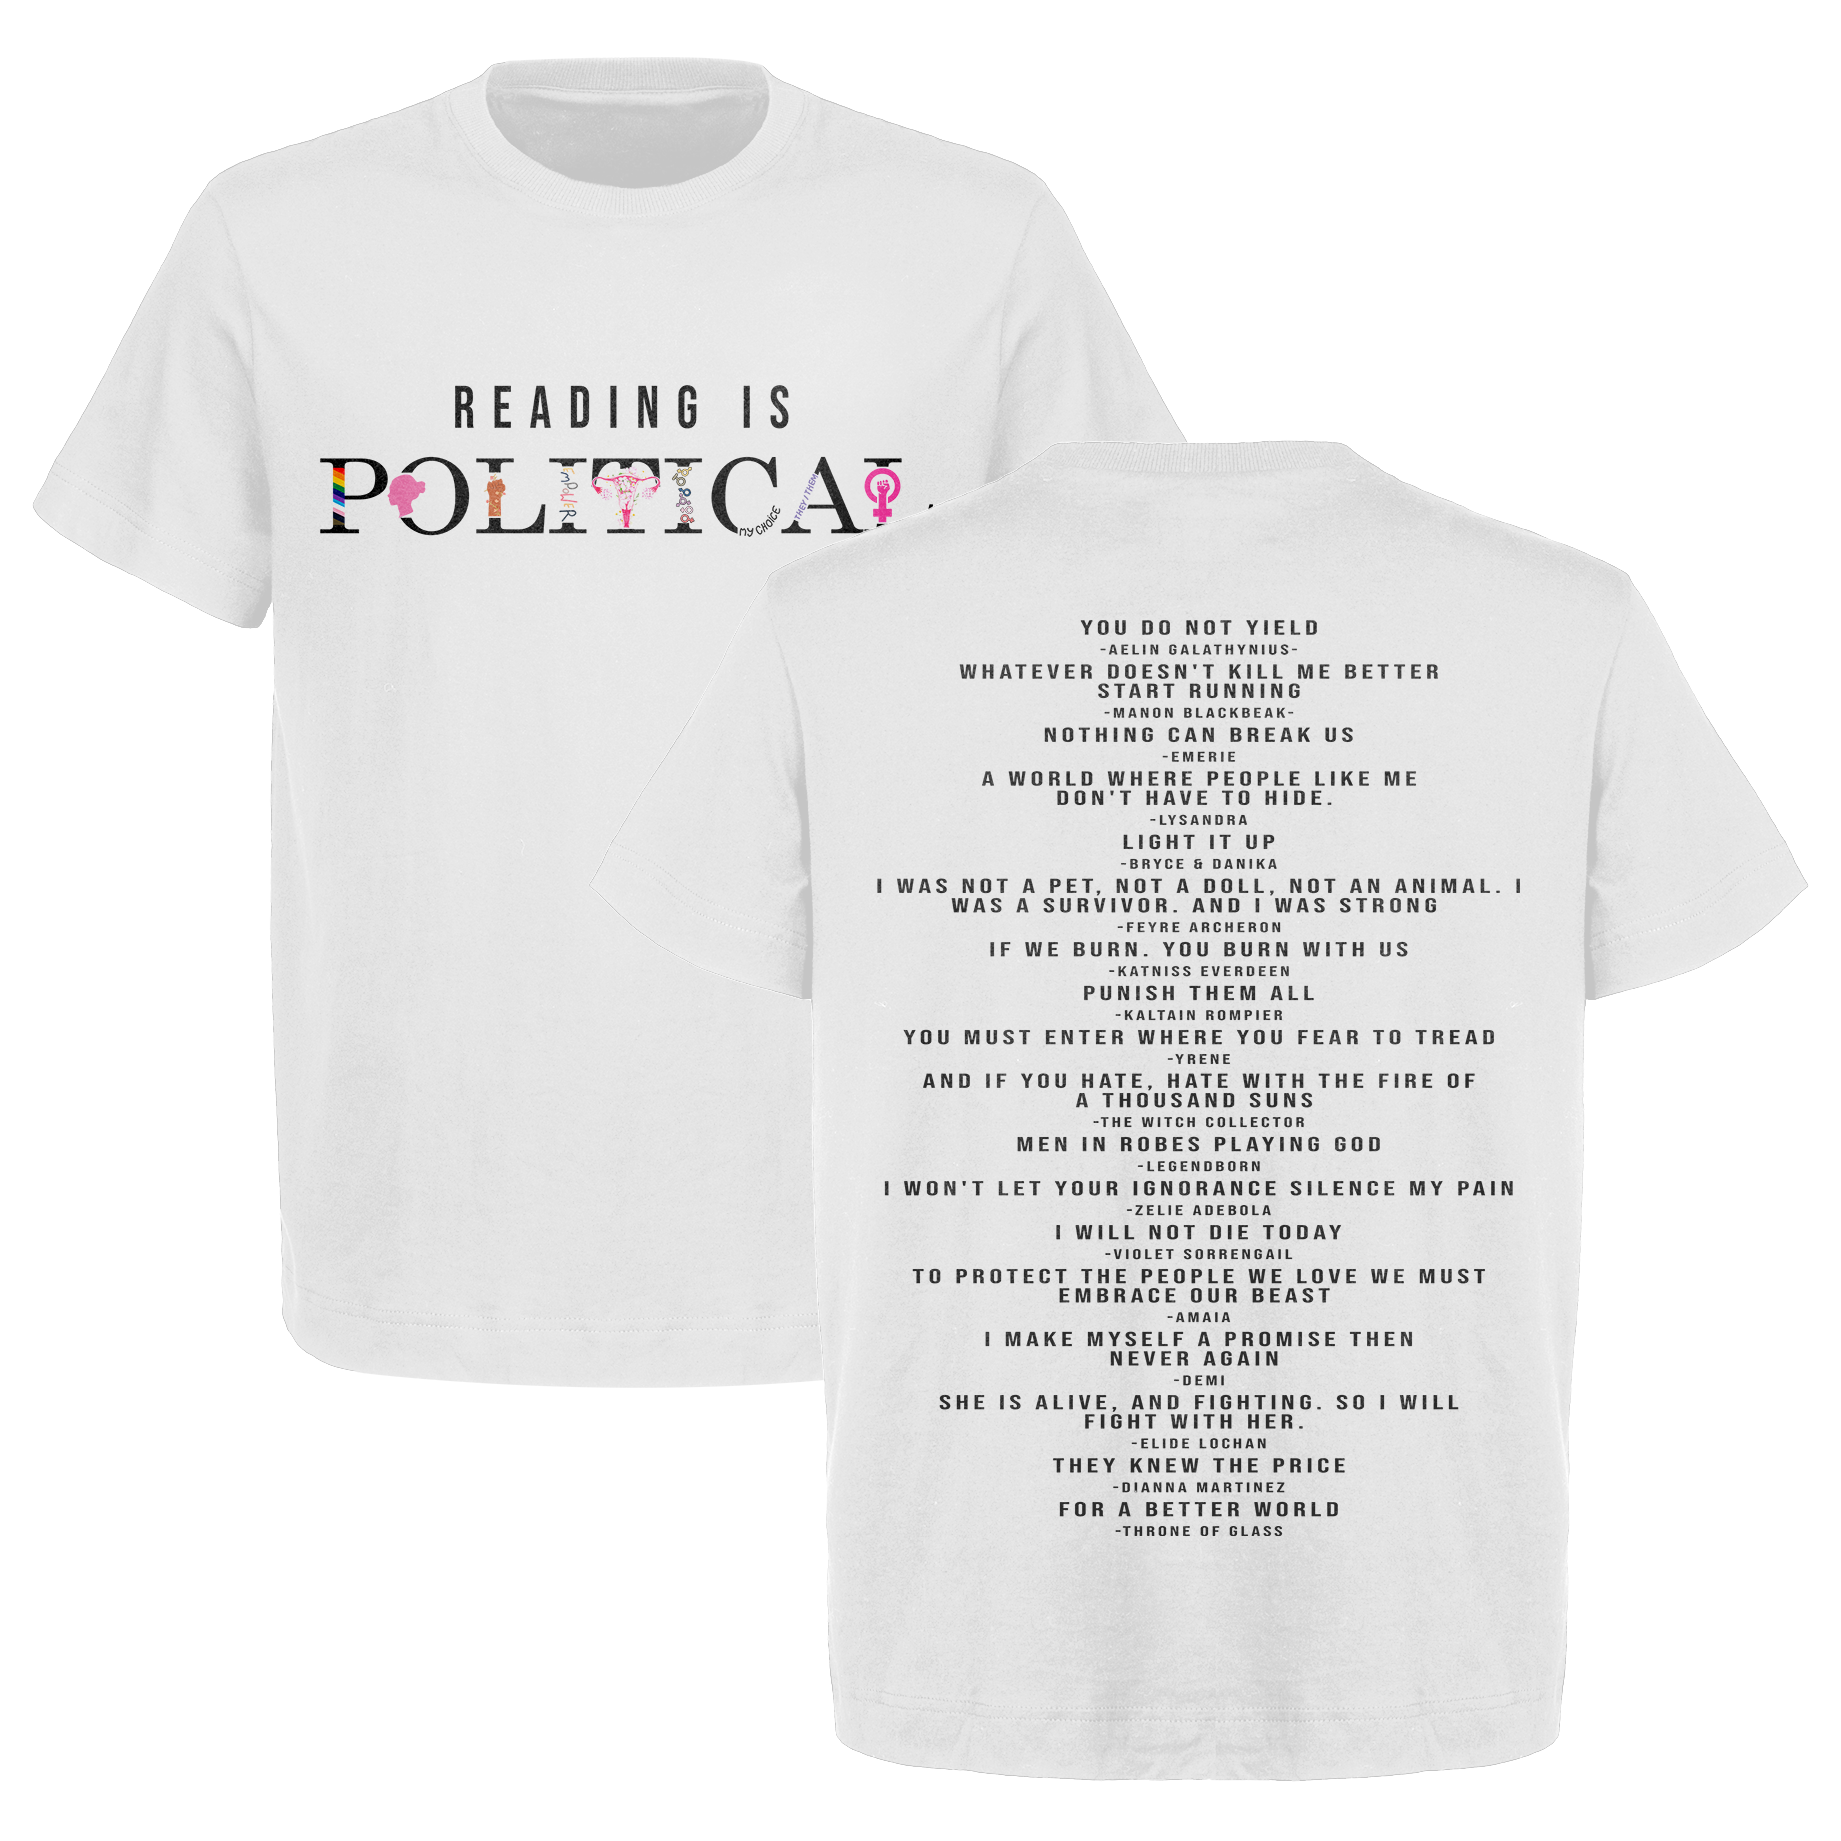 READING IS
POLITICAL
EMPOWER
MY CHOICE
THEY/THEM
YOU DO NOT YIELD
-AELIN GALATHYNIUS-
WHATEVER DOESN'T KILL ME BETTER
START RUNNING
-MANON BLACKBEAK-
NOTHING CAN BREAK US
-EMERIE
A WORLD WHERE PEOPLE LIKE ME
DON'T HAVE TO HIDE.
-LYSANDRA
LIGHT IT UP
-BRYCE & DANIKA
I WAS NOT A PET, NOT A DOLL, NOT AN ANIMAL. I
WAS A SURVIVOR. AND I WAS STRONG
-FEYRE ARCHERON
IF WE BURN. YOU BURN WITH US
-KATNISS EVERDEEN
PUNISH THEM ALL
-KALTAIN ROMPIER
YOU MUST ENTER WHERE YOU FEAR TO TREAD
-YRENE
AND IF YOU HATE, HATE WITH THE FIRE OF
A THOUSAND SUNS
-THE WITCH COLLECTOR
MEN IN ROBES PLAYING GOD
-LEGENDBORN
I WON'T LET YOUR IGNORANCE SILENCE MY PAIN
-ZELIE ADEBOLA
I WILL NOT DIE TODAY
-VIOLET SORRENGAIL
TO PROTECT THE PEOPLE WE LOVE WE MUST
EMBRACE OUR BEAST
-AMAIA
I MAKE MYSELF A PROMISE THEN
NEVER AGAIN
-DEMI
SHE IS ALIVE, AND FIGHTING. SO I WILL
FIGHT WITH HER.
-ELIDE LOCHAN
THEY KNEW THE PRICE
-DIANNA MARTINEZ
FOR A BETTER WORLD
-THRONE OF GLASS